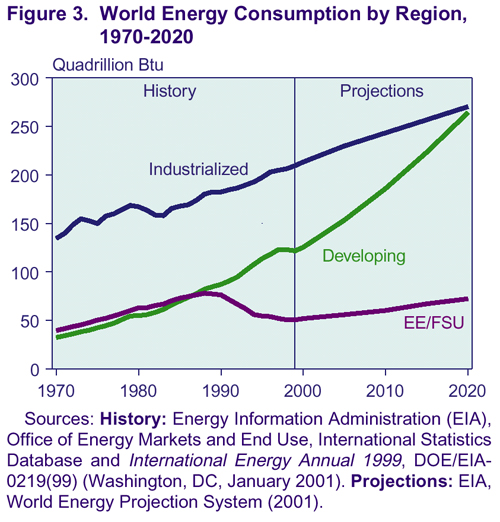 Figure 3. World Energy Consumption by Region,
1970-2020
Quadrillion Btu
300
History
Projections
250
Industrialized
200
150
Developing
100
50
EE/FSU
0
1970
1980
1990
2000
2010
2020
Sources: History: Energy Information Administration (EIA),
Office of Energy Markets and End Use, International Statistics
Database and International Energy Annual 1999, DOE/EIA-
0219(99) (Washington, DC, January 2001). Projections: EIA,
World Energy Projection System (2001).